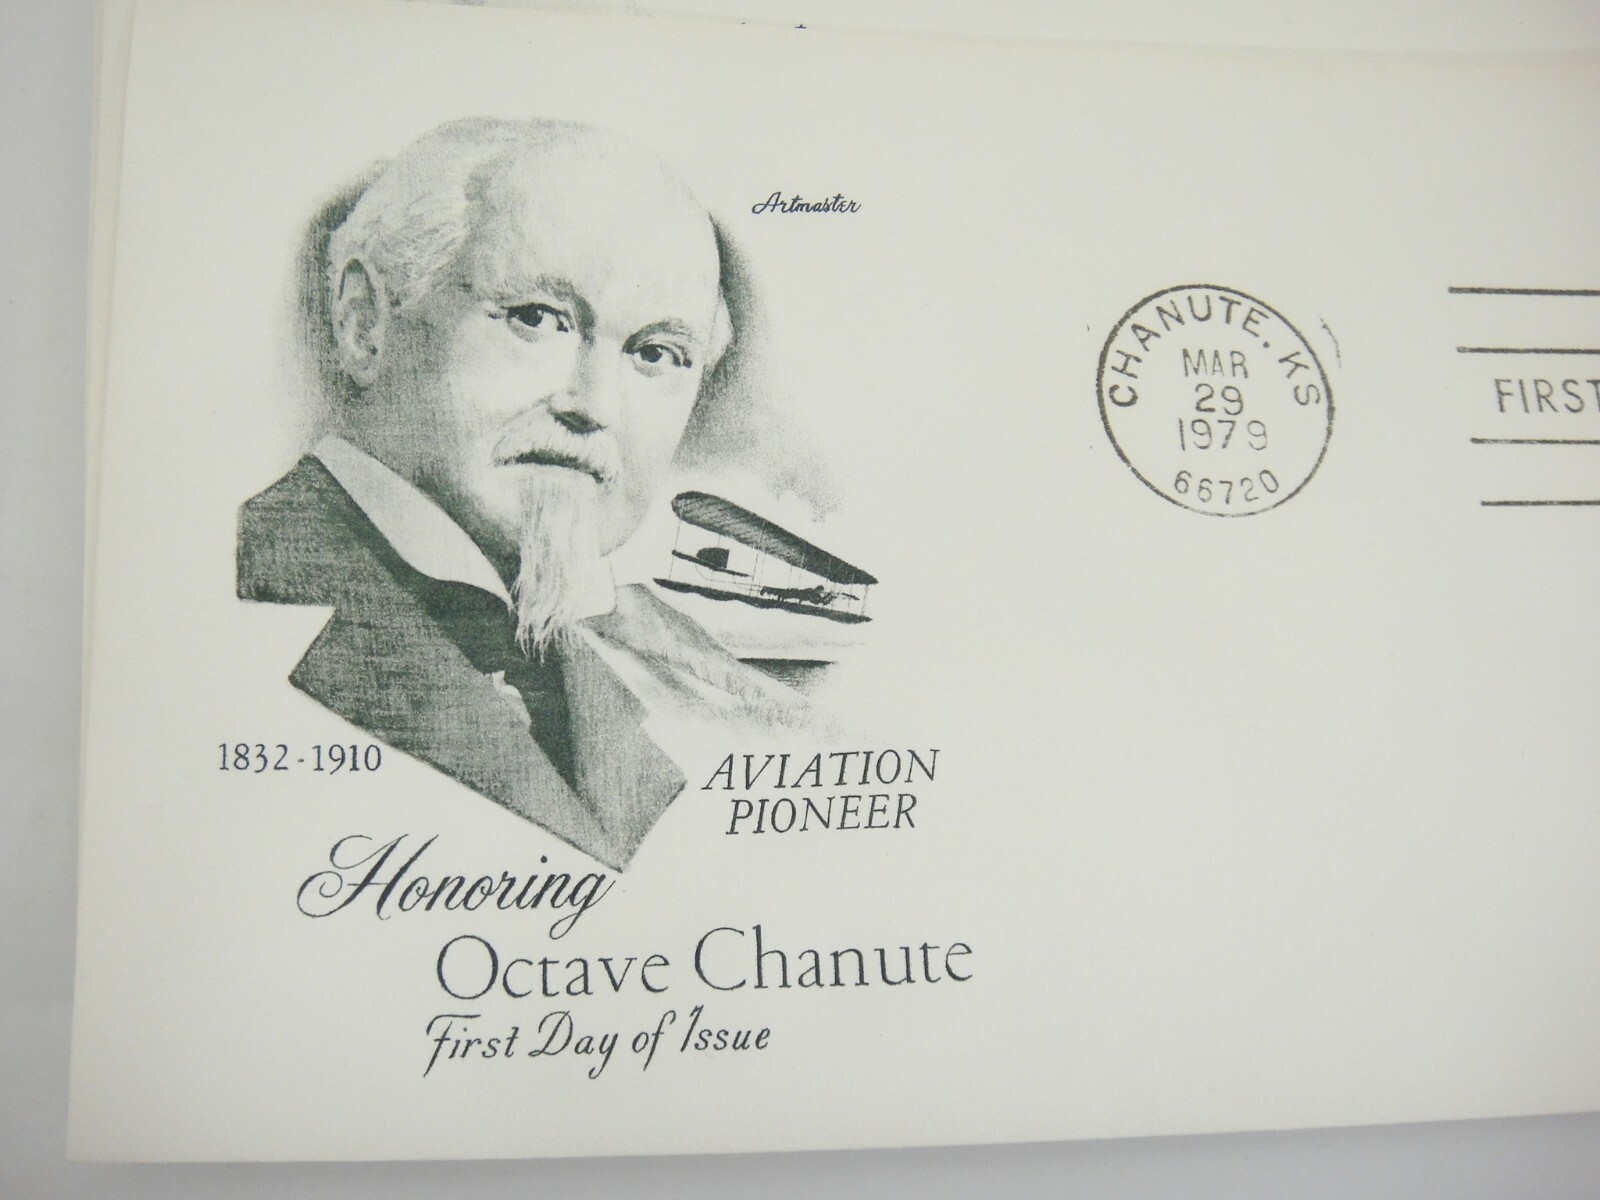 Artmaster
CHANUTE, KS
MAR
29
1979
66720
FIRST
1832-1910
AVIATION
PIONEER
Honoring
Octave Chanute
First Day of Issue